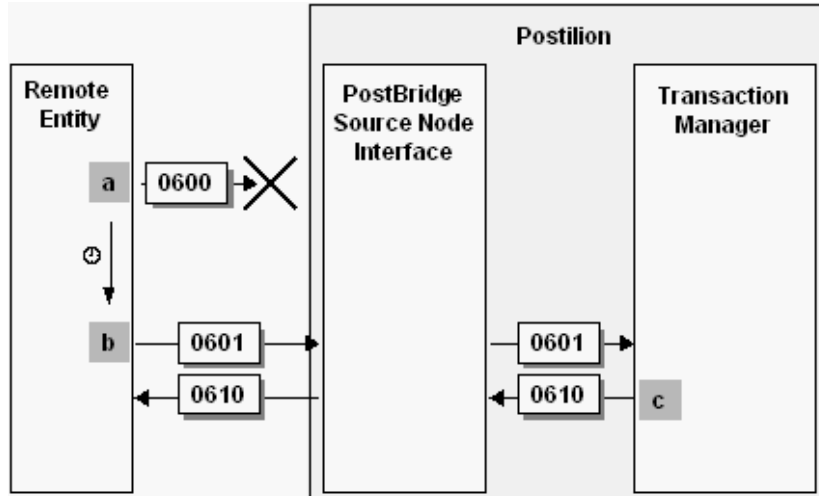 Postilion
Remote
Entity
PostBridge
Source Node
Interface
Transaction
Manager
a
0600
b
0601
0601
0610
0610
c